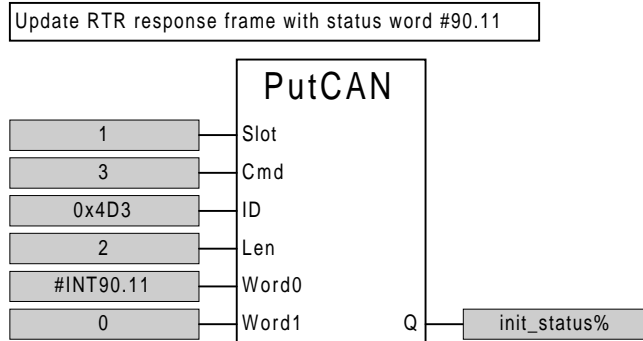 Update RTR response frame with status word #90.11
PutCAN
1 Slot
3 Cmd
0x4D3 ID
2 Len
#INT90.11 Word0
0 Word1 Q init_status%